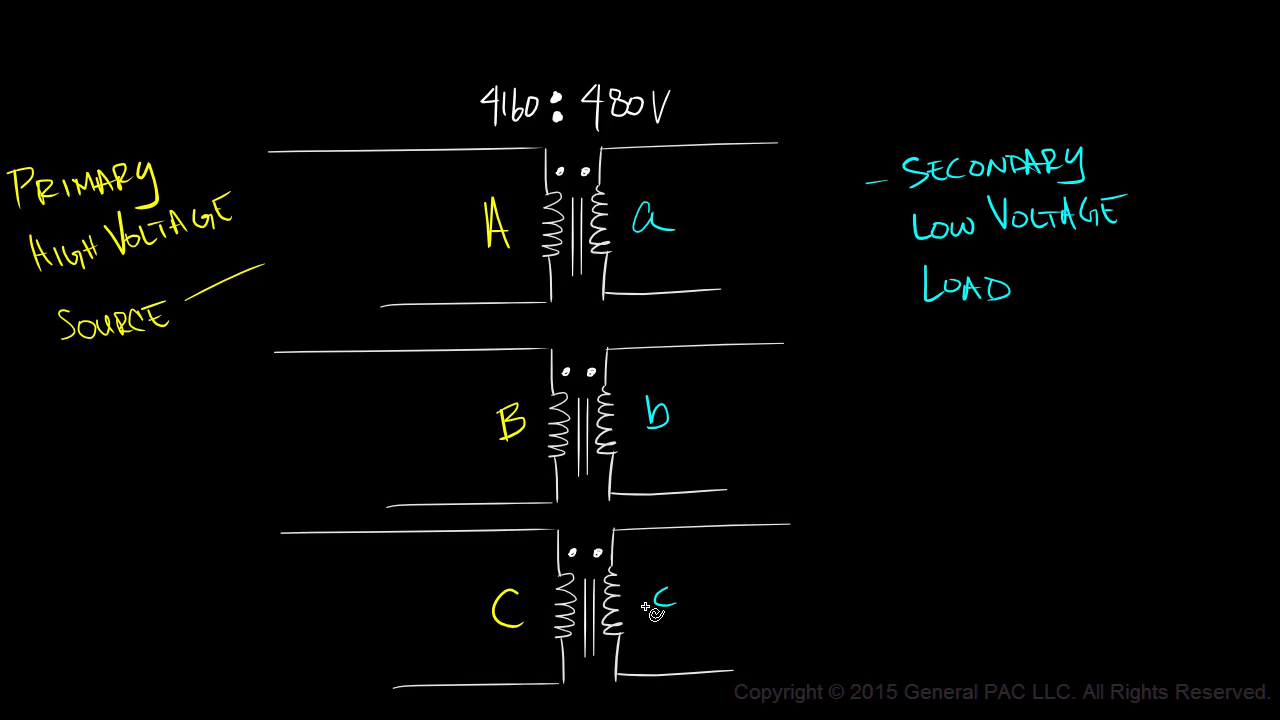 4160 : 480V
PRIMARY
HIGH VOLTAGE
SOURCE
SECONDARY
LOW VOLTAGE
LOAD
A a
B b
C c
Copyright © 2015 General PAC LLC. All Rights Reserved.